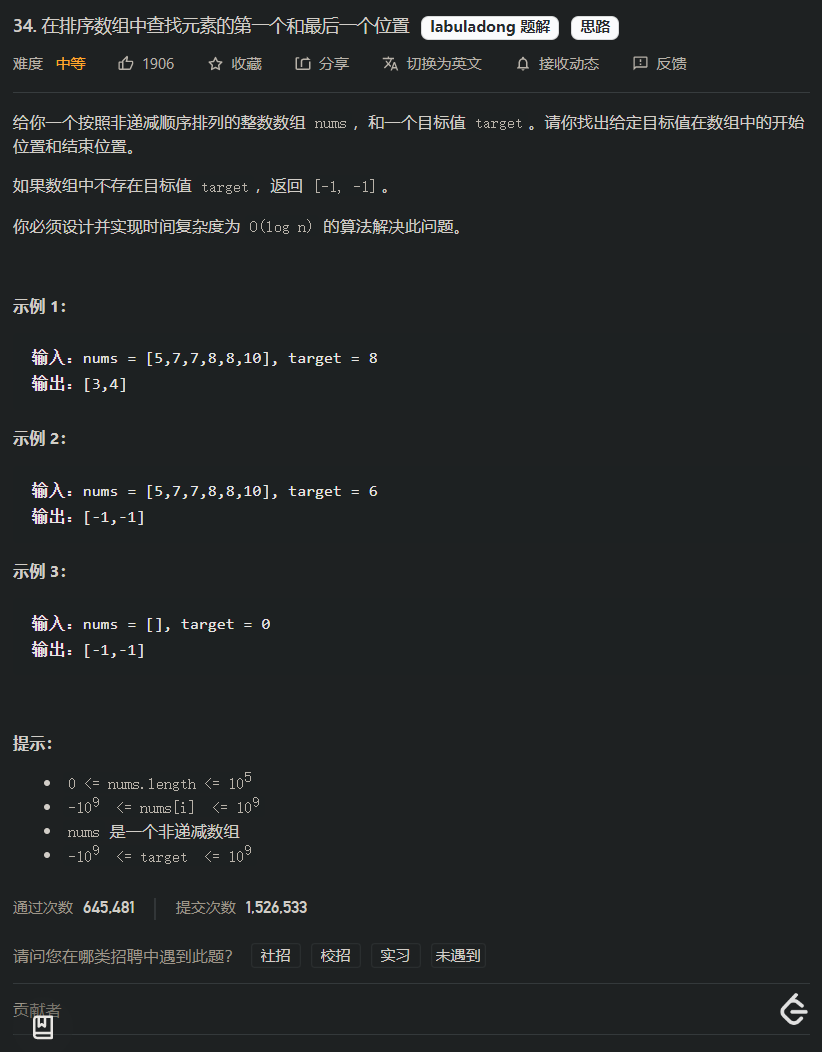 34. 在排序数组中查找元素的第一个和最后一个位置 labuladong 题解 思路
难度 中等 1906 收藏 分享 切换为英文 接收动态 反馈
给你一个按照非递减顺序排列的整数数组 nums，和一个目标值 target。请你找出给定目标值在数组中的开始
位置和结束位置。
如果数组中不存在目标值 target，返回 [-1, -1]。
你必须设计并实现时间复杂度为 O(log n) 的算法解决此问题。
示例 1：
输入：nums = [5,7,7,8,8,10], target = 8
输出：[3,4]
示例 2：
输入：nums = [5,7,7,8,8,10], target = 6
输出：[-1,-1]
示例 3：
输入：nums = [], target = 0
输出：[-1,-1]
提示：
0 <= nums.length <= 10⁵
-10⁹ <= nums[i] <= 10⁹
nums 是一个非递减数组
-10⁹ <= target <= 10⁹
通过次数 645,481 提交次数 1,526,533
请问您在哪类招聘中遇到此题？ 社招 校招 实习 未遇到
贡献者